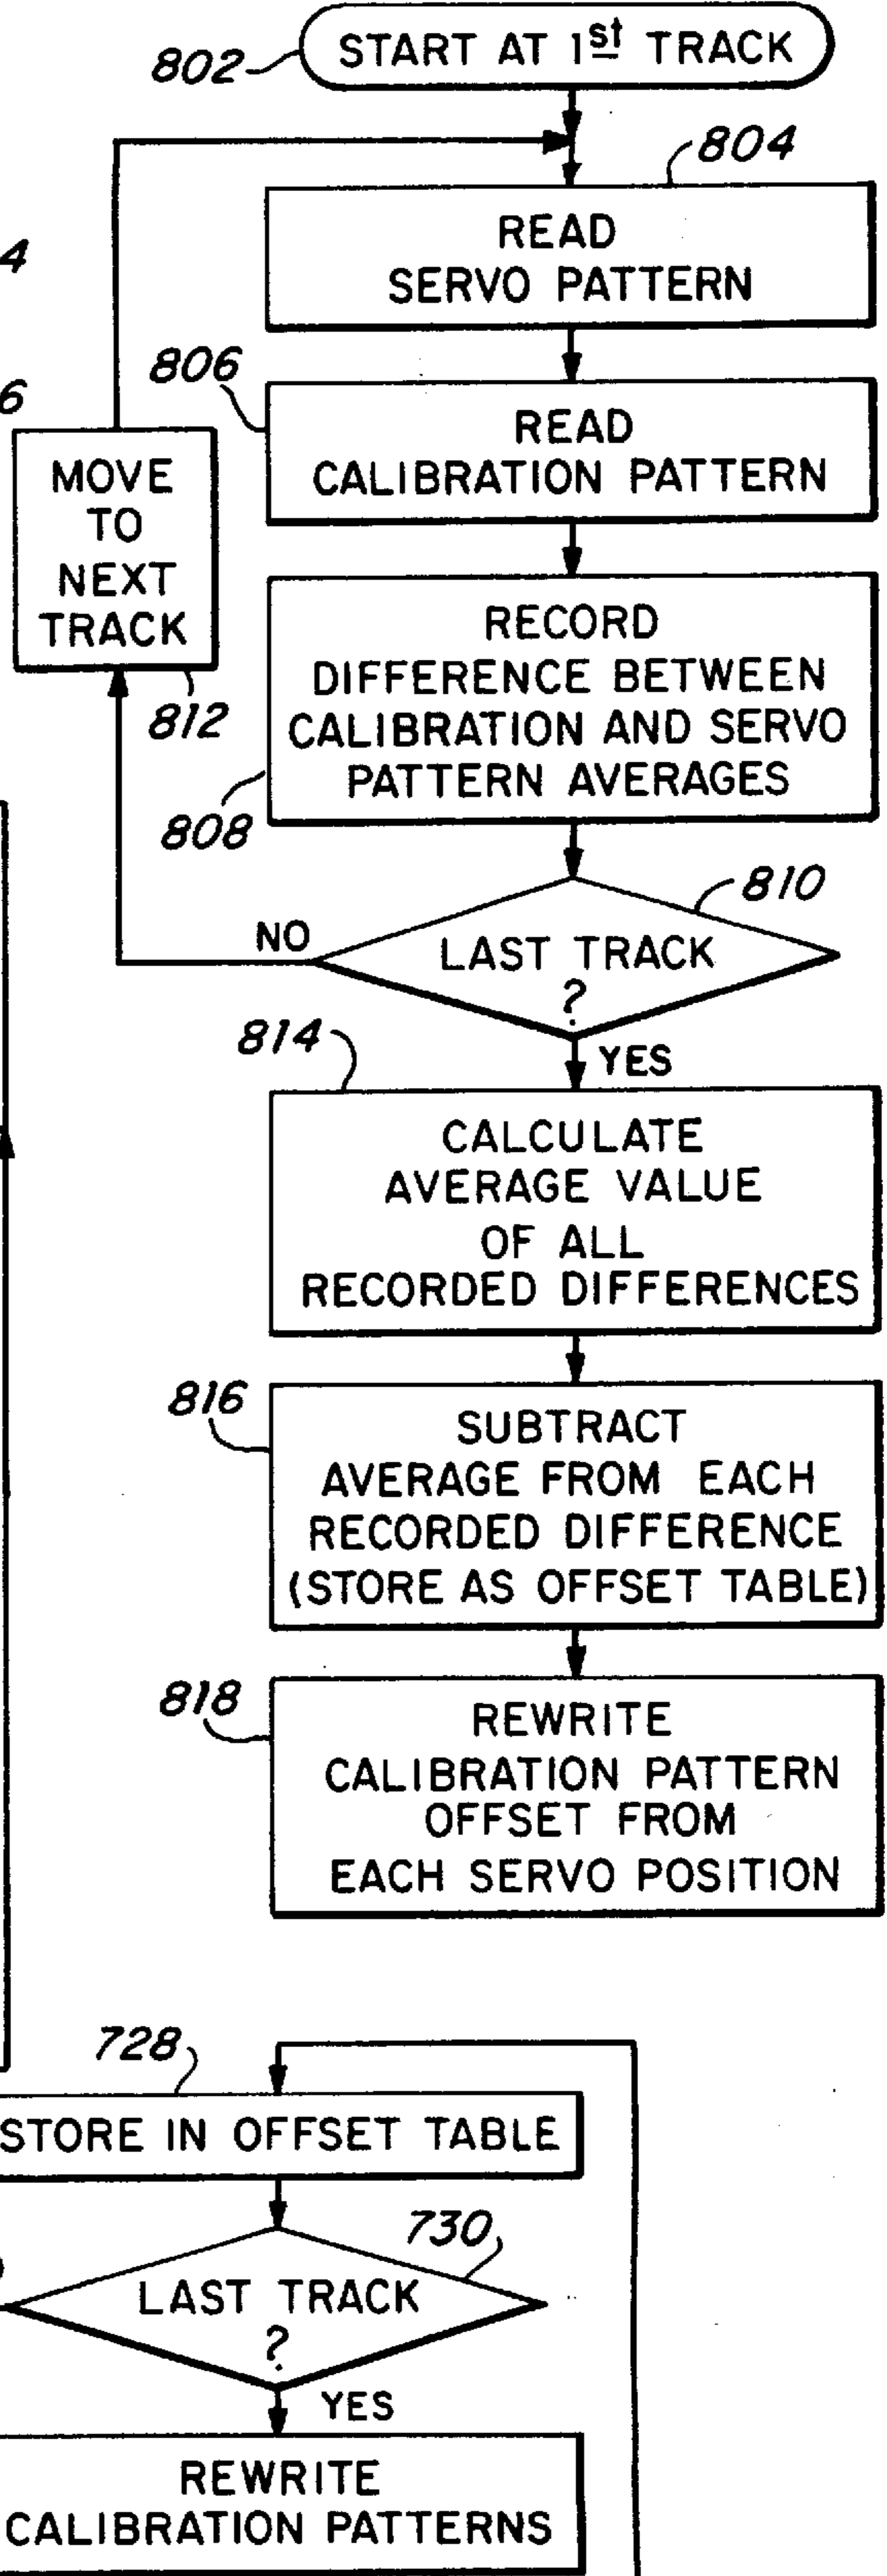 802
START AT 1st TRACK
804
READ
SERVO PATTERN
4
806
6
READ
CALIBRATION PATTERN
MOVE
TO
NEXT
TRACK
812
RECORD
DIFFERENCE BETWEEN
CALIBRATION AND SERVO
PATTERN AVERAGES
808
810
NO
LAST TRACK
?
YES
814
CALCULATE
AVERAGE VALUE
OF ALL
RECORDED DIFFERENCES
816
SUBTRACT
AVERAGE FROM EACH
RECORDED DIFFERENCE
(STORE AS OFFSET TABLE)
818
REWRITE
CALIBRATION PATTERN
OFFSET FROM
EACH SERVO POSITION
728
STORE IN OFFSET TABLE
730
LAST TRACK
?
YES
REWRITE
CALIBRATION PATTERNS